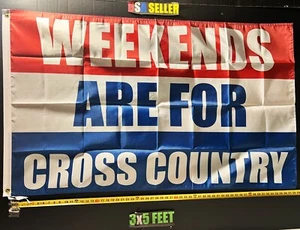 USA SELLER
WEEKENDS
ARE FOR
CROSS COUNTRY
3x5 FEET